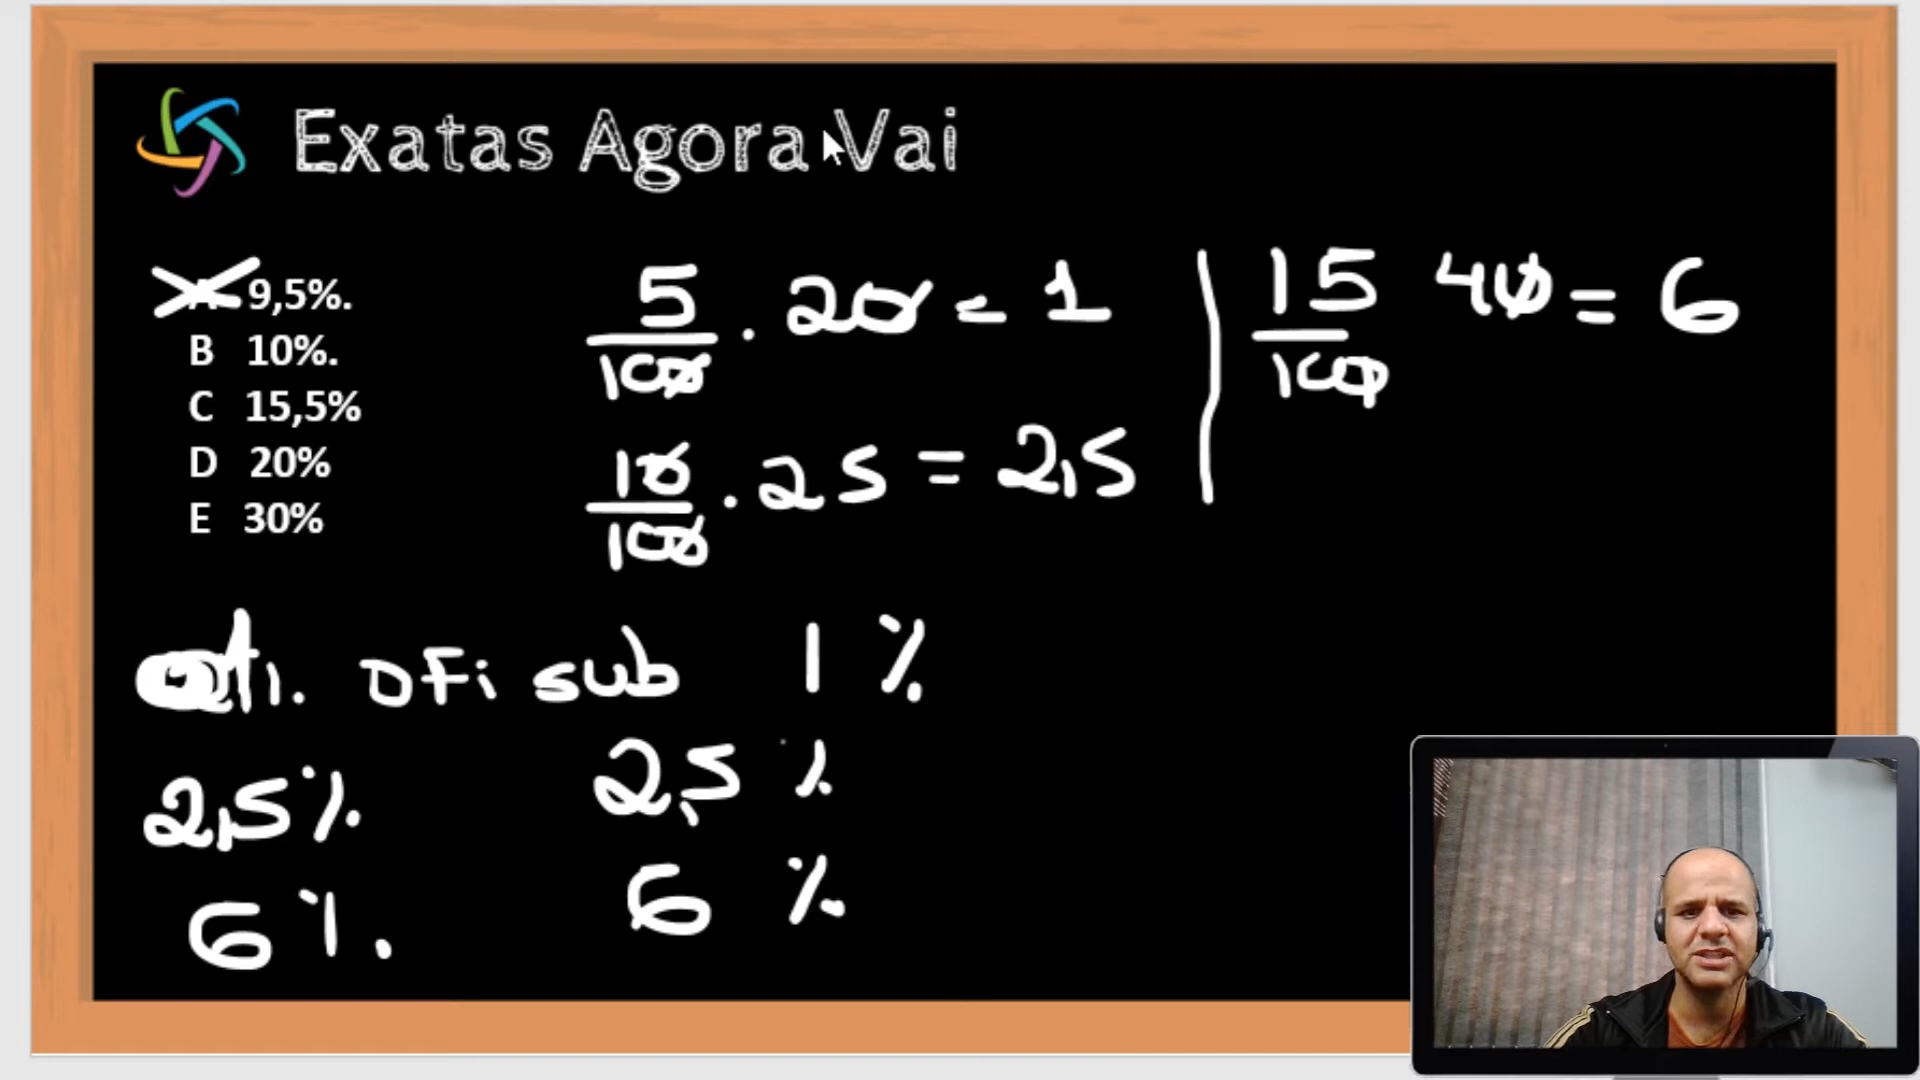 Exatas Agora Vai
A 9,5%.
B 10%.
C 15,5%
D 20%
E 30%
5/100 . 20 = 1
10/100 . 25 = 2,5
15/100 40 = 6
ofi sub 1 %
2,5 %
2,5 %
6 %
6 %.